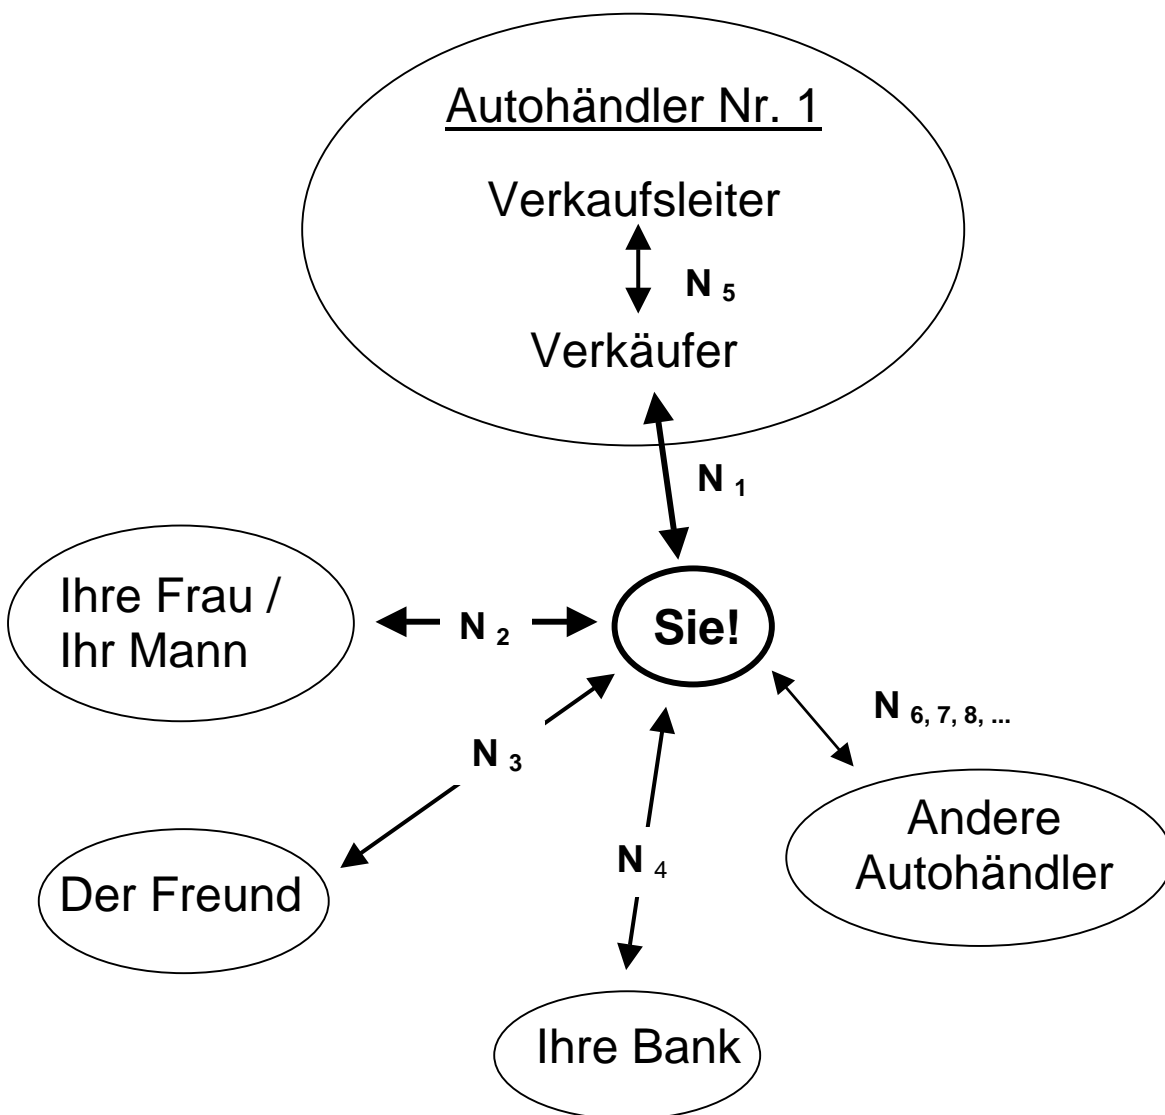 Autohändler Nr. 1
Verkaufsleiter
N 5
Verkäufer
N 1
Ihre Frau /
Ihr Mann
N 2
Sie!
N 6, 7, 8, ...
N 3
Andere
Autohändler
N 4
Der Freund
Ihre Bank